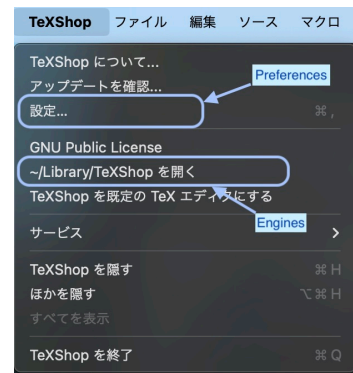 TeXShop ファイル 編集 ソース マクロ
TeXShop について...
Preferences
アップデートを確認...
設定... ⌘ ,
GNU Public License
~/Library/TeXShop を開く
TeXShop を既定の TeX エディタにする
Engines
サービス >
TeXShop を隠す ⌘ H
ほかを隠す ⌥ ⌘ H
すべてを表示
TeXShop を終了 ⌘ Q